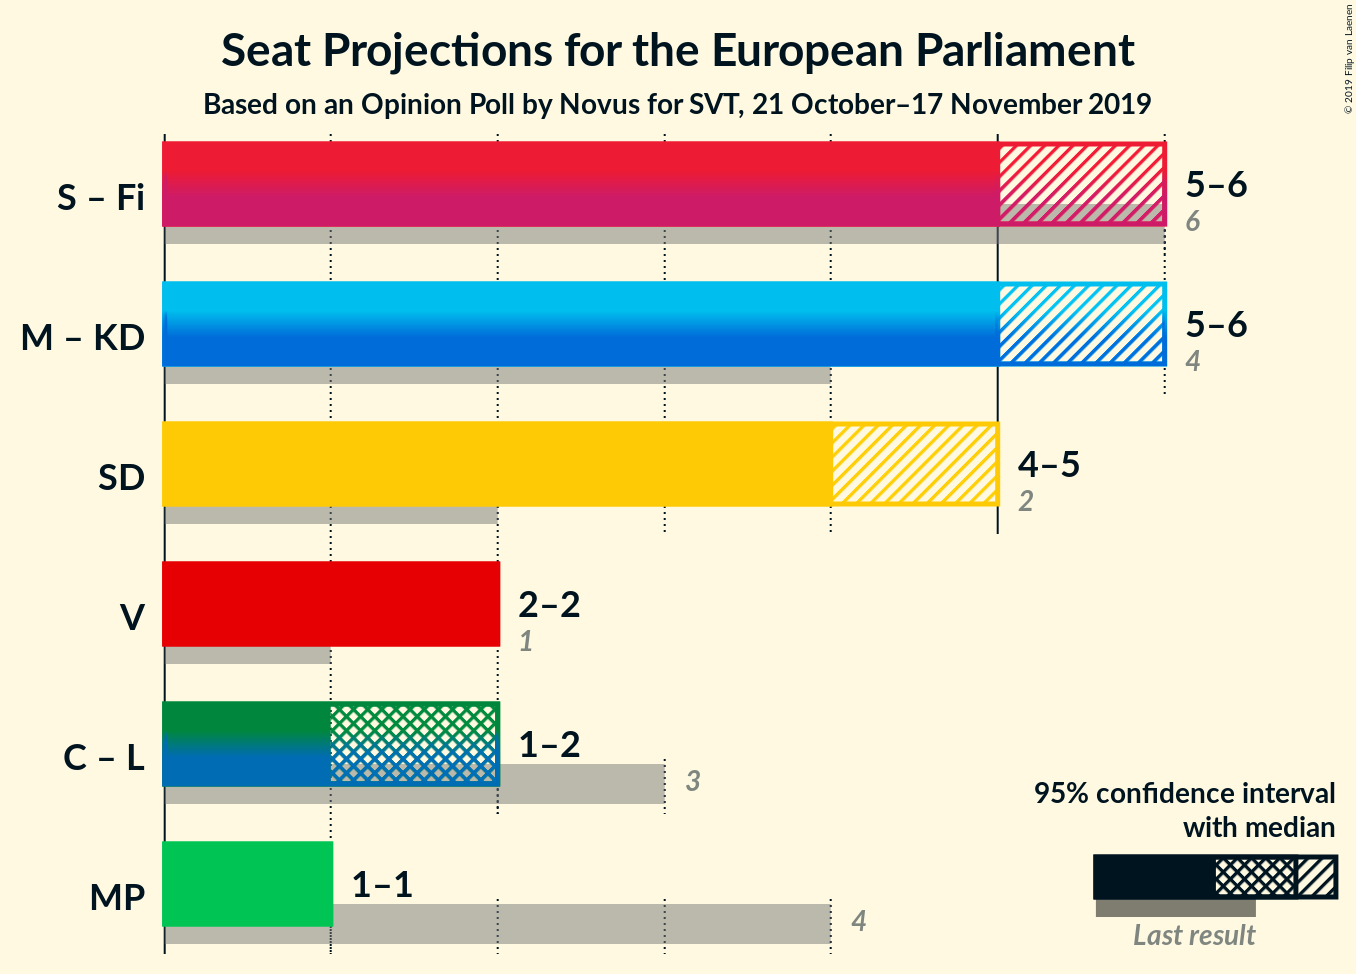 Seat Projections for the European Parliament
Based on an Opinion Poll by Novus for SVT, 21 October–17 November 2019
© 2019 Filip van Laenen
S – Fi
5–6
6
M – KD
5–6
4
SD
4–5
2
V
2–2
1
C – L
1–2
3
MP
1–1
4
95% confidence interval
with median
Last result